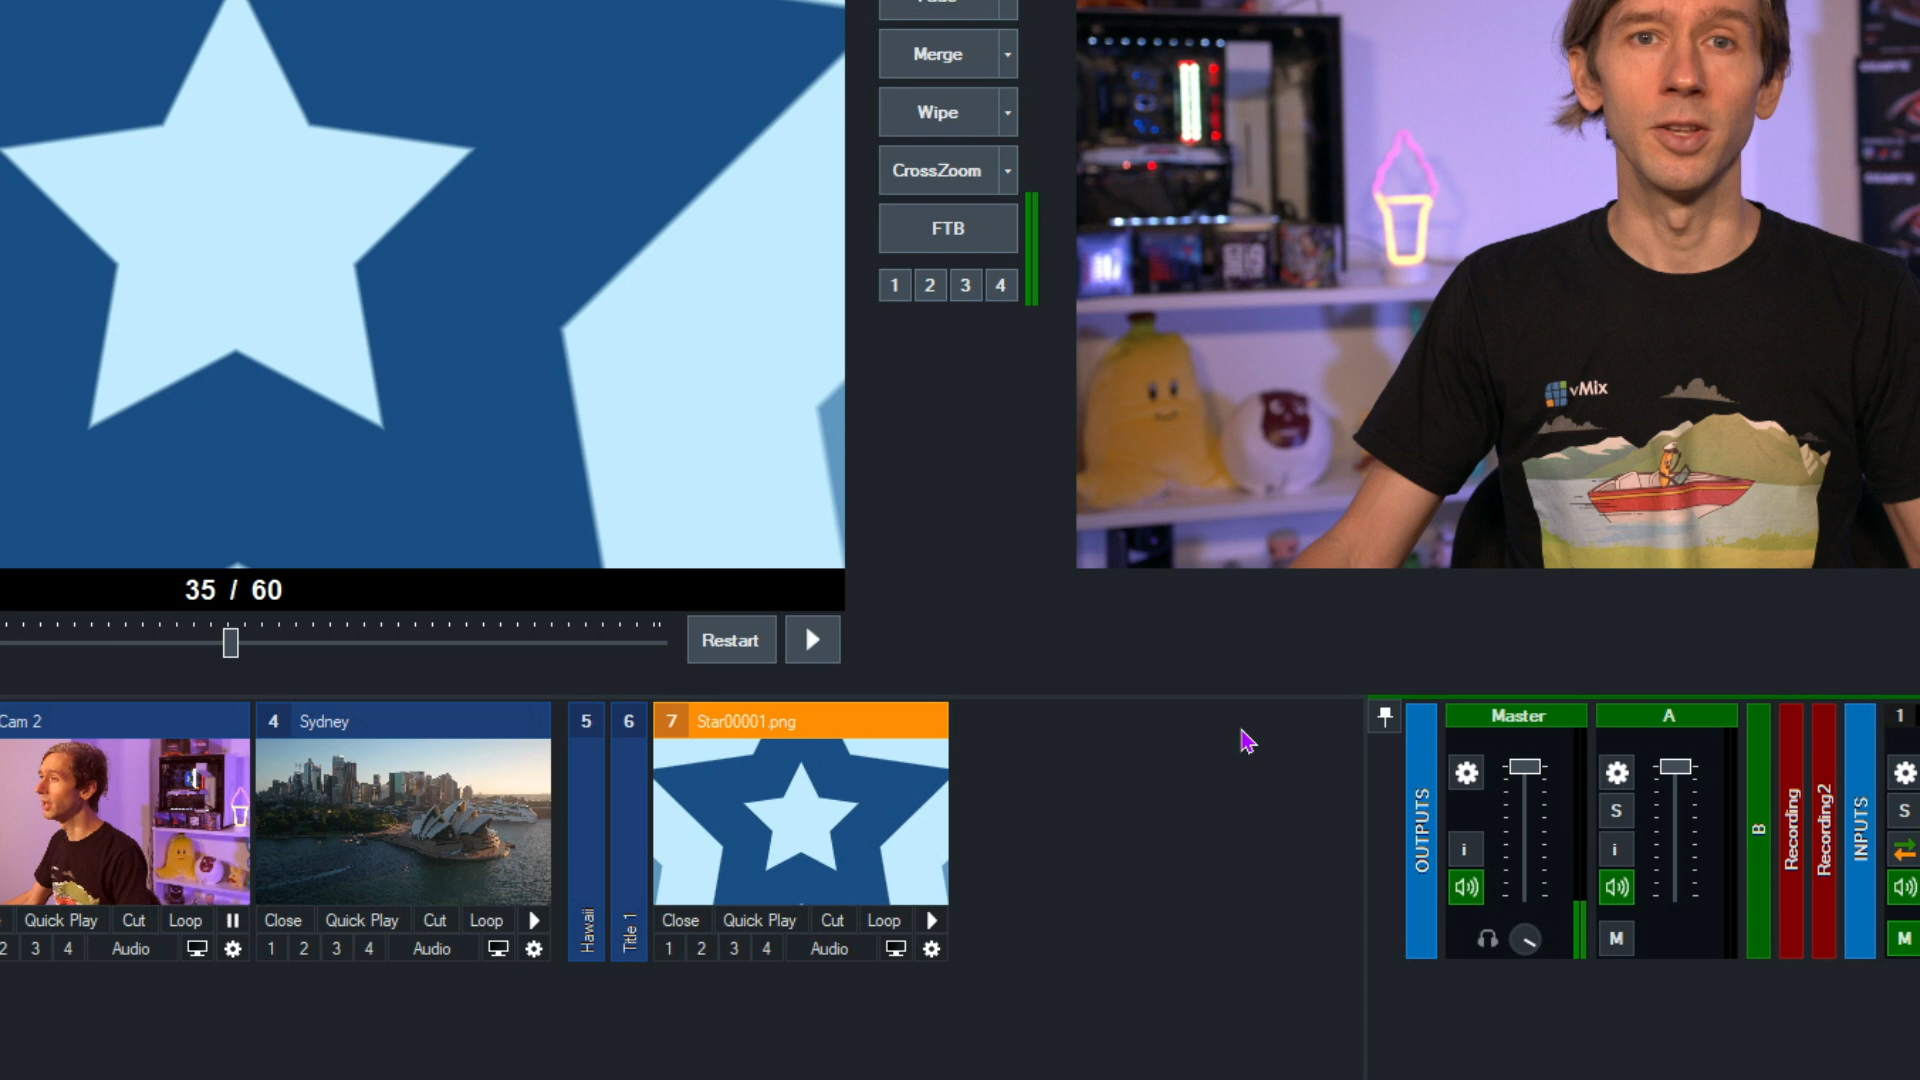 Merge
Wipe
CrossZoom
FTB
1 2 3 4
vMix
35 / 60
Restart
Cam 2
4 Sydney
5
6
7 Star00001.png
Hawaii
Title 1
Quick Play Cut Loop
Close Quick Play Cut Loop
Close Quick Play Cut Loop
2 3 4 Audio
1 2 3 4 Audio
1 2 3 4 Audio
OUTPUTS
Master
A
B
Recording
Recording2
INPUTS
1
S
S
i
i
M
M